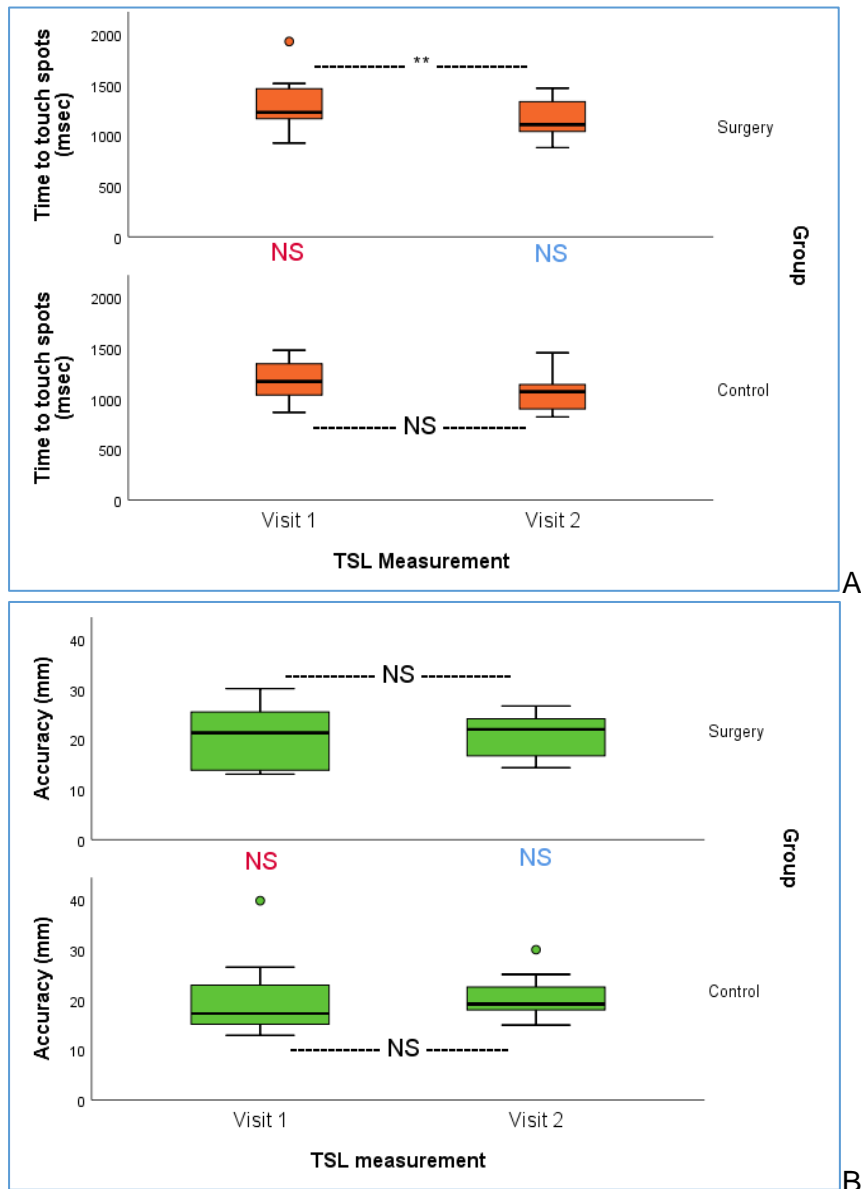 Time to touch spots
(msec)
2000
1500
1000
500
0
-------- ** --------
Surgery
NS
NS
Group
Time to touch spots
(msec)
2000
1500
1000
500
0
-------- NS --------
Control
Visit 1
Visit 2
TSL Measurement
A
Accuracy (mm)
40
30
20
10
0
-------- NS --------
Surgery
NS
NS
Group
Accuracy (mm)
40
30
20
10
0
-------- NS --------
Control
Visit 1
Visit 2
TSL measurement
B